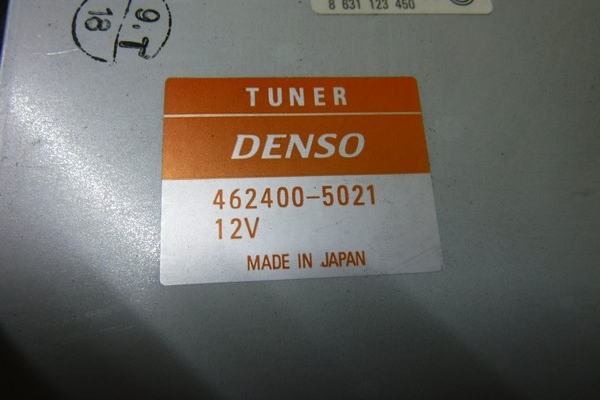 9.T
18
8 631 123 450
TUNER
DENSO
462400-5021
12V
MADE IN JAPAN